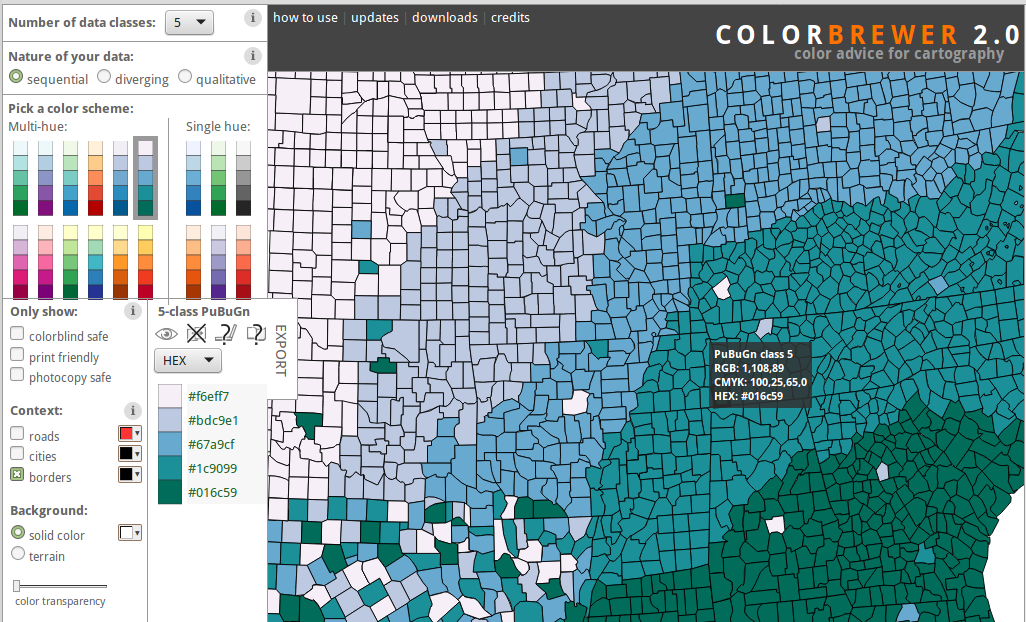 Number of data classes: 5 i
how to use | updates | downloads | credits
COLORBREWER 2.0
color advice for cartography
Nature of your data: i
sequential diverging qualitative
Pick a color scheme:
Multi-hue: Single hue:
Only show: i
colorblind safe
print friendly
photocopy safe
Context: i
roads
cities
borders
Background:
solid color
terrain
color transparency
5-class PuBuGn
HEX
EXPORT
#f6eff7
#bdc9e1
#67a9cf
#1c9099
#016c59
PuBuGn class 5
RGB: 1,108,89
CMYK: 100,25,65,0
HEX: #016c59